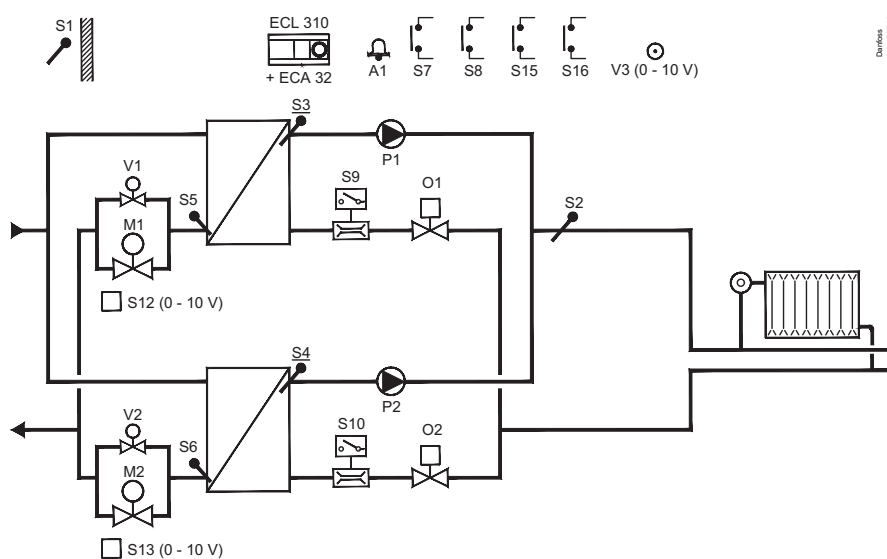 S1
ECL 310
+ ECA 32
A1
S7
S8
S15
S16
V3 (0 - 10 V)
Danfoss
S3
P1
V1
S5
M1
S9
O1
S2
S12 (0 - 10 V)
S4
P2
V2
S6
M2
S10
O2
S13 (0 - 10 V)